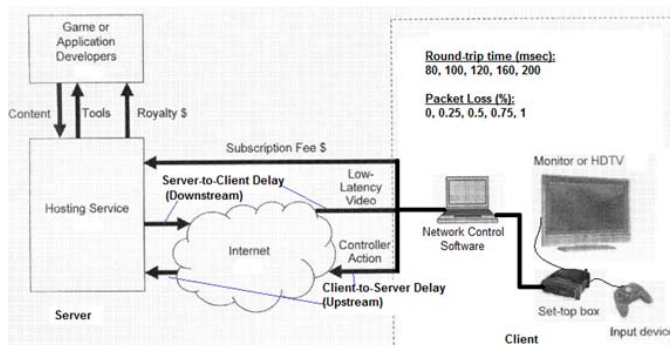 Game or
Application
Developers
Content
Tools
Royalty $
Hosting Service
Server
Subscription Fee $
Server-to-Client Delay
(Downstream)
Low-
Latency
Video
Internet
Controller
Action
Client-to-Server Delay
(Upstream)
Round-trip time (msec):
80, 100, 120, 160, 200
Packet Loss (%):
0, 0.25, 0.5, 0.75, 1
Monitor or HDTV
Network Control
Software
Set-top box
Input device
Client